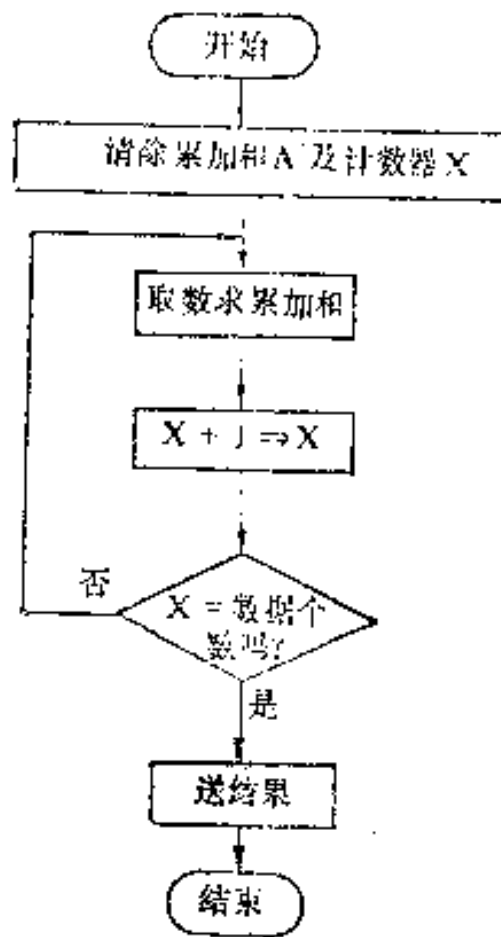 开始
清除累加和A及计数器X
取数求累加和
X + 1 ⇒ X
否
X = 数据个
数吗?
是
送结果
结束